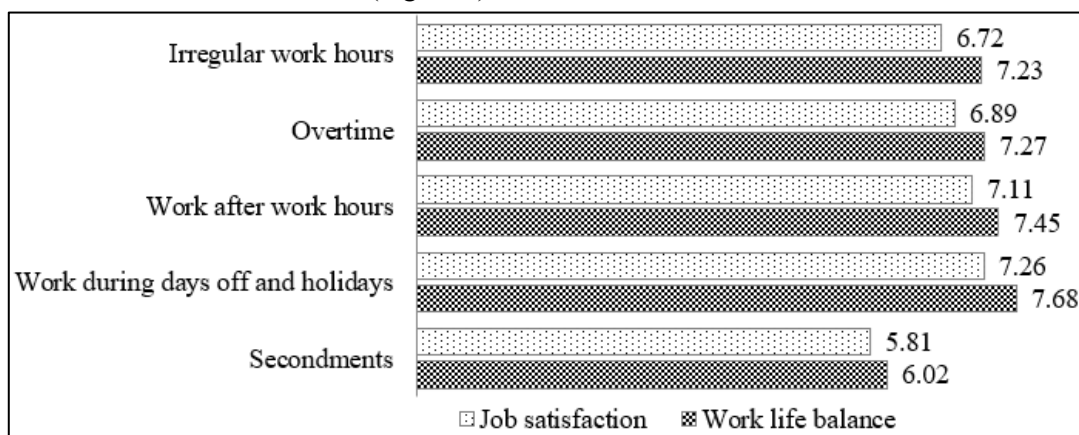 Irregular work hours
6.72
7.23
Overtime
6.89
7.27
Work after work hours
7.11
7.45
Work during days off and holidays
7.26
7.68
Secondments
5.81
6.02
Job satisfaction
Work life balance